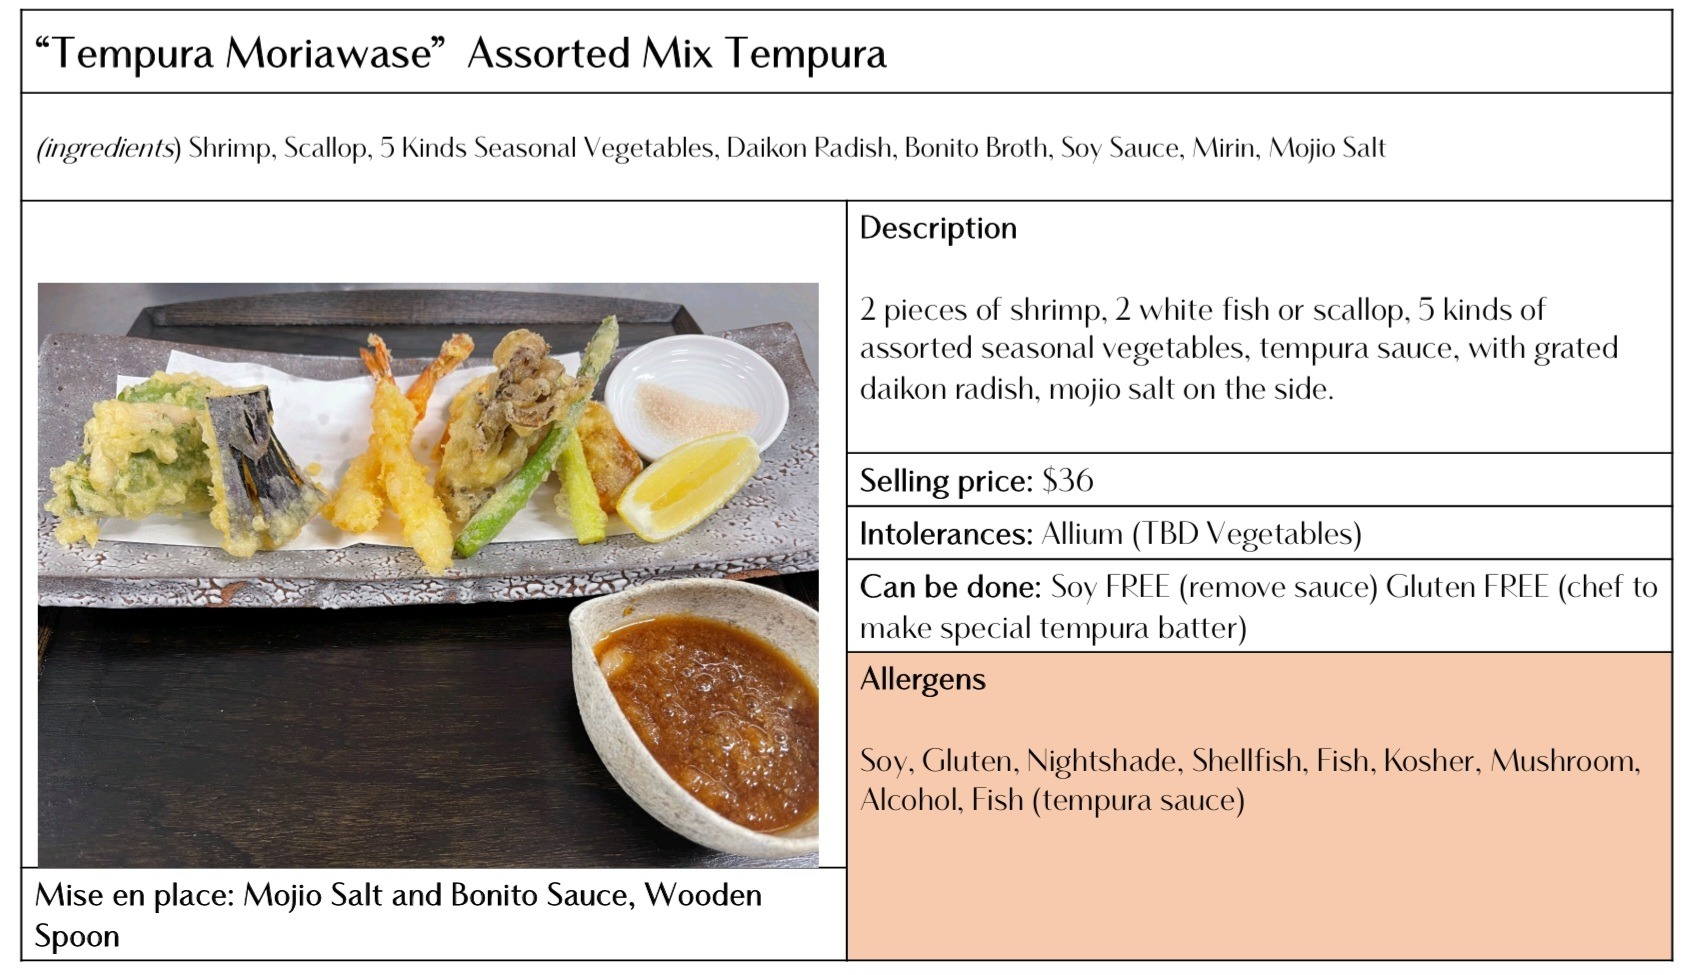 “Tempura Moriawase”  Assorted Mix Tempura
(ingredients) Shrimp, Scallop, 5 Kinds Seasonal Vegetables, Daikon Radish, Bonito Broth, Soy Sauce, Mirin, Mojio Salt
Description
2 pieces of shrimp, 2 white fish or scallop, 5 kinds of
assorted seasonal vegetables, tempura sauce, with grated
daikon radish, mojio salt on the side.
Selling price: $36
Intolerances: Allium (TBD Vegetables)
Can be done: Soy FREE (remove sauce) Gluten FREE (chef to
make special tempura batter)
Allergens
Soy, Gluten, Nightshade, Shellfish, Fish, Kosher, Mushroom,
Alcohol, Fish (tempura sauce)
Mise en place: Mojio Salt and Bonito Sauce, Wooden
Spoon